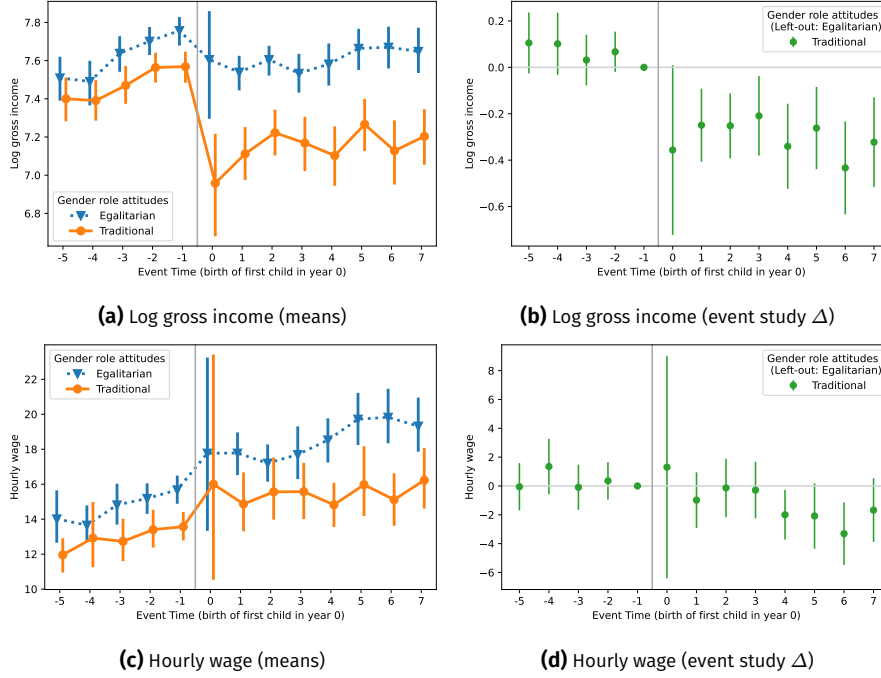 7.8
7.6
7.4
7.2
7.0
6.8
Log gross income
Gender role attitudes
Egalitarian
Traditional
-5 -4 -3 -2 -1 0 1 2 3 4 5 6 7
Event Time (birth of first child in year 0)
(a) Log gross income (means)
0.2
0.0
−0.2
−0.4
−0.6
Log gross income
Gender role attitudes
(Left-out: Egalitarian)
Traditional
-5 -4 -3 -2 -1 0 1 2 3 4 5 6 7
Event Time (birth of first child in year 0)
(b) Log gross income (event study Δ)
22
20
18
16
14
12
10
Hourly wage
Gender role attitudes
Egalitarian
Traditional
-5 -4 -3 -2 -1 0 1 2 3 4 5 6 7
Event Time (birth of first child in year 0)
(c) Hourly wage (means)
8
6
4
2
0
−2
−4
−6
Hourly wage
Gender role attitudes
(Left-out: Egalitarian)
Traditional
-5 -4 -3 -2 -1 0 1 2 3 4 5 6 7
Event Time (birth of first child in year 0)
(d) Hourly wage (event study Δ)